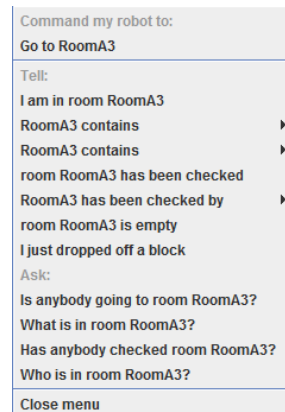 Command my robot to:
Go to RoomA3
Tell:
I am in room RoomA3
RoomA3 contains
RoomA3 contains
room RoomA3 has been checked
RoomA3 has been checked by
room RoomA3 is empty
I just dropped off a block
Ask:
Is anybody going to room RoomA3?
What is in room RoomA3?
Has anybody checked room RoomA3?
Who is in room RoomA3?
Close menu